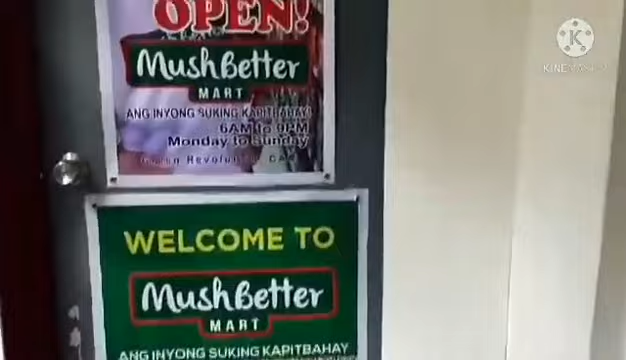 OPEN!
MushBetter
MART
ANG INYONG SUKING KAPITBAHAY!
6AM to 9PM
Monday to Sunday
WELCOME TO
MushBetter
MART
ANG INYONG SUKING KAPITBAHAY